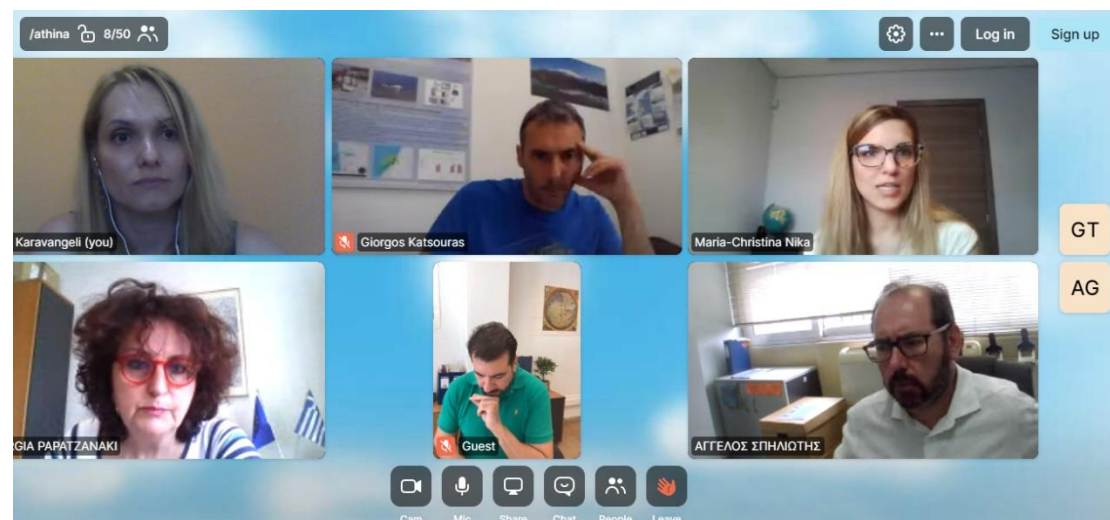 /athina 8/50 ... Log in Sign up
Karavangeli (you)
Giorgos Katsouras
Maria-Christina Nika
GT
AG
RGIA PAPATZANAKI
Guest
ΑΓΓΕΛΟΣ ΣΠΗΛΙΩΤΗΣ
Cam Mic Share Chat People Leave